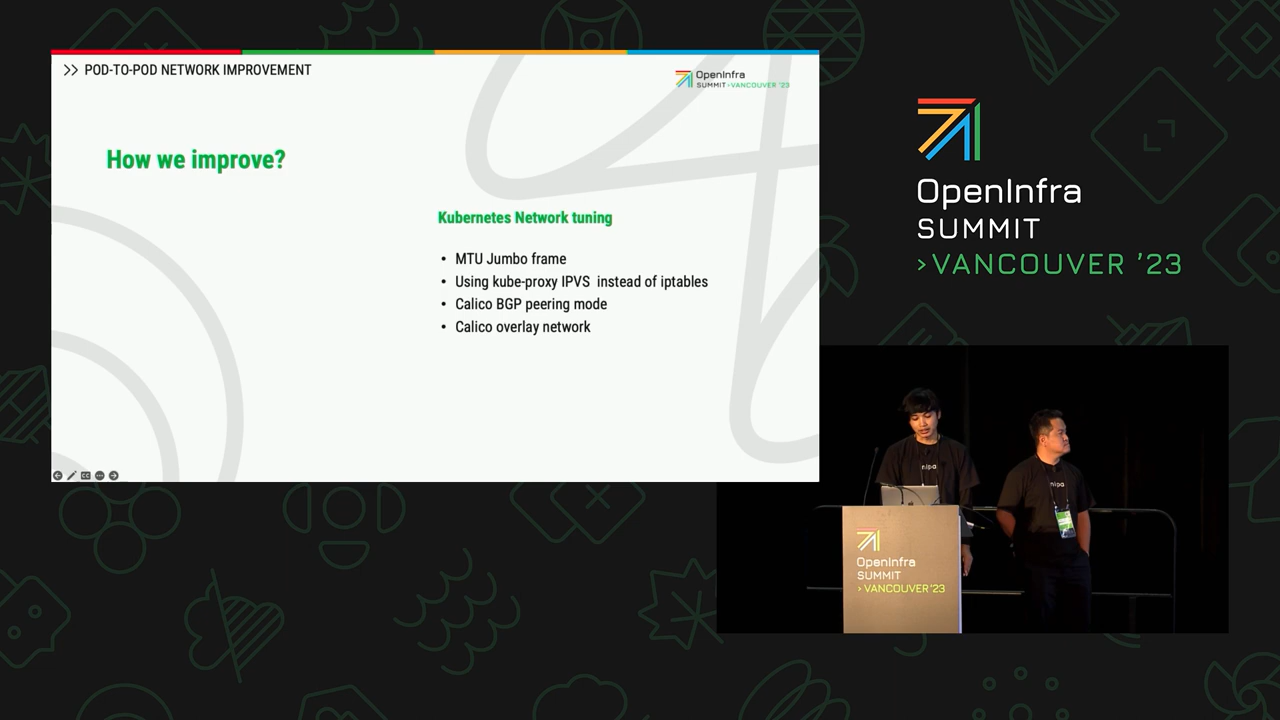 POD-TO-POD NETWORK IMPROVEMENT
OpenInfra
SUMMIT >VANCOUVER '23
How we improve?
Kubernetes Network tuning
• MTU Jumbo frame
• Using kube-proxy IPVS instead of iptables
• Calico BGP peering mode
• Calico overlay network
OpenInfra
SUMMIT
>VANCOUVER '23
nipa
nipa
OpenInfra
SUMMIT
>VANCOUVER '23